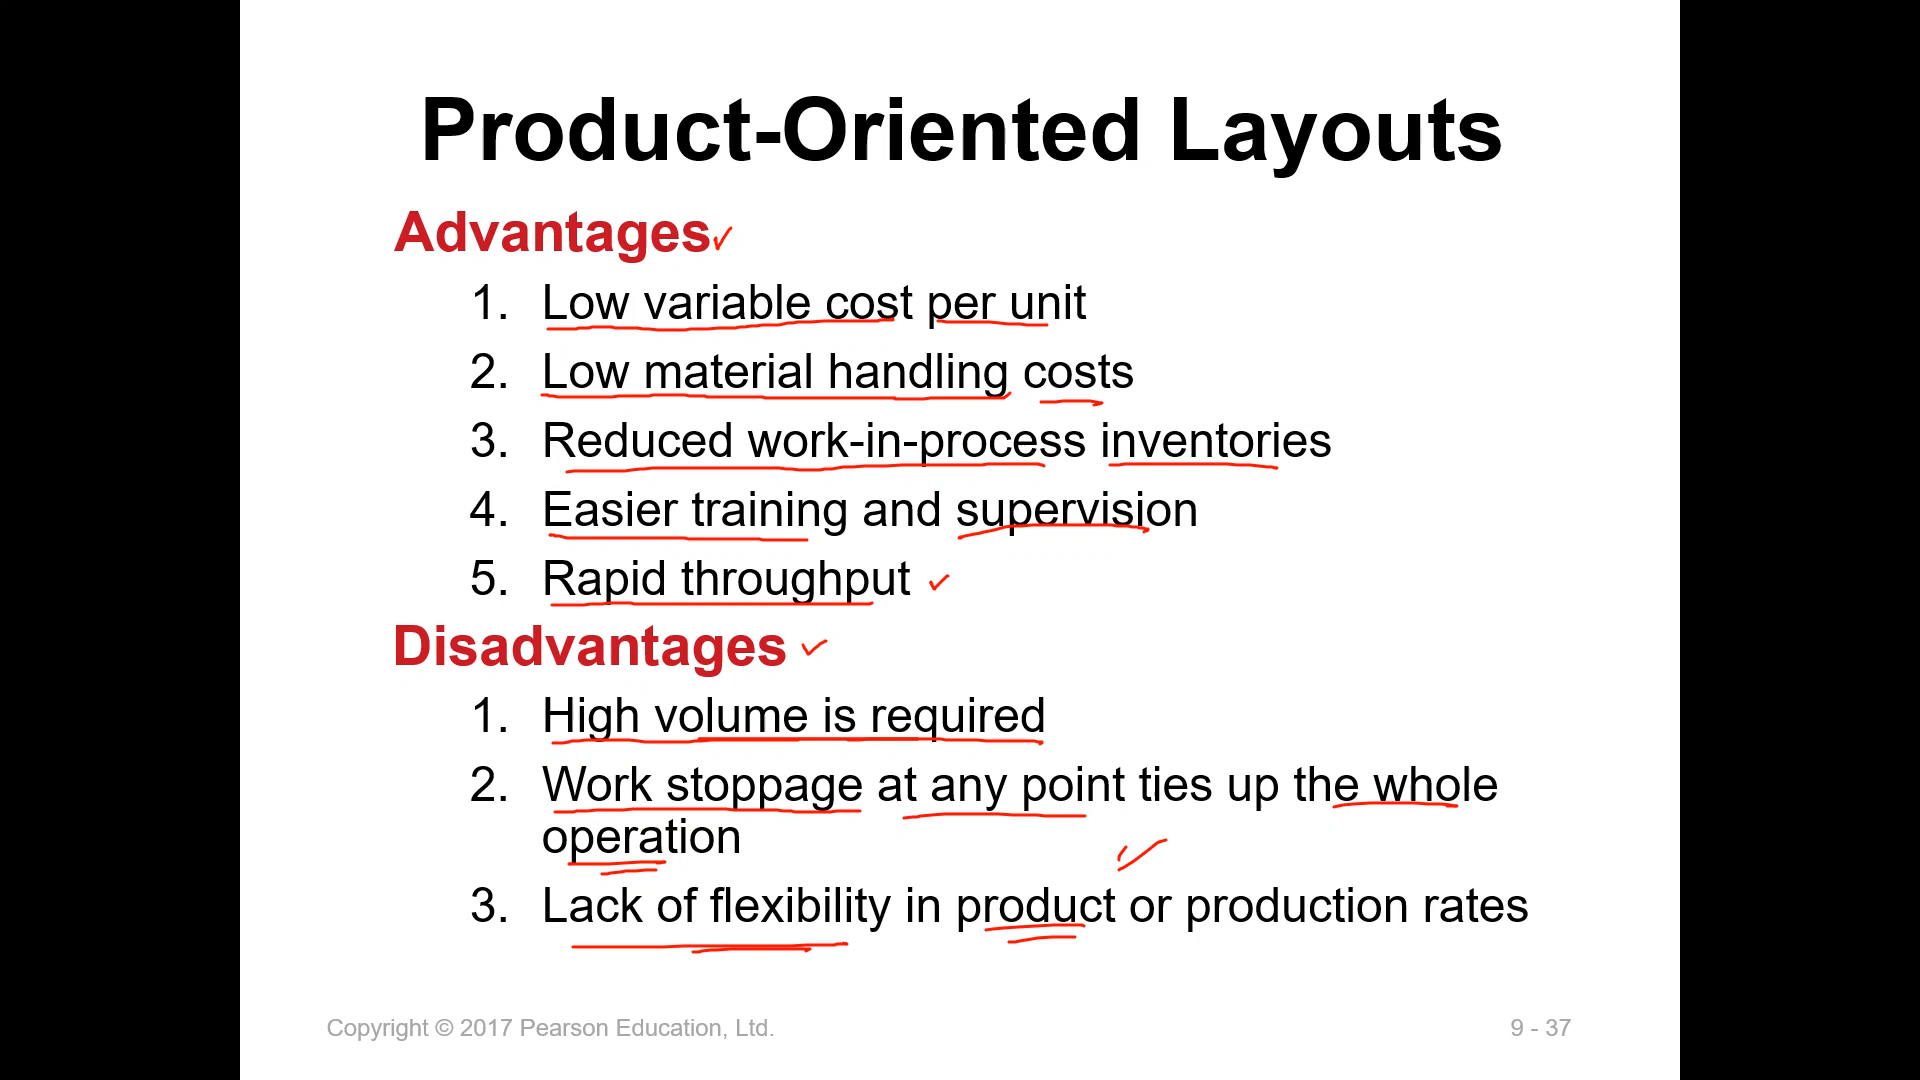 Product-Oriented Layouts
Advantages
1. Low variable cost per unit
2. Low material handling costs
3. Reduced work-in-process inventories
4. Easier training and supervision
5. Rapid throughput
Disadvantages
1. High volume is required
2. Work stoppage at any point ties up the whole
operation
3. Lack of flexibility in product or production rates
Copyright © 2017 Pearson Education, Ltd.
9 - 37